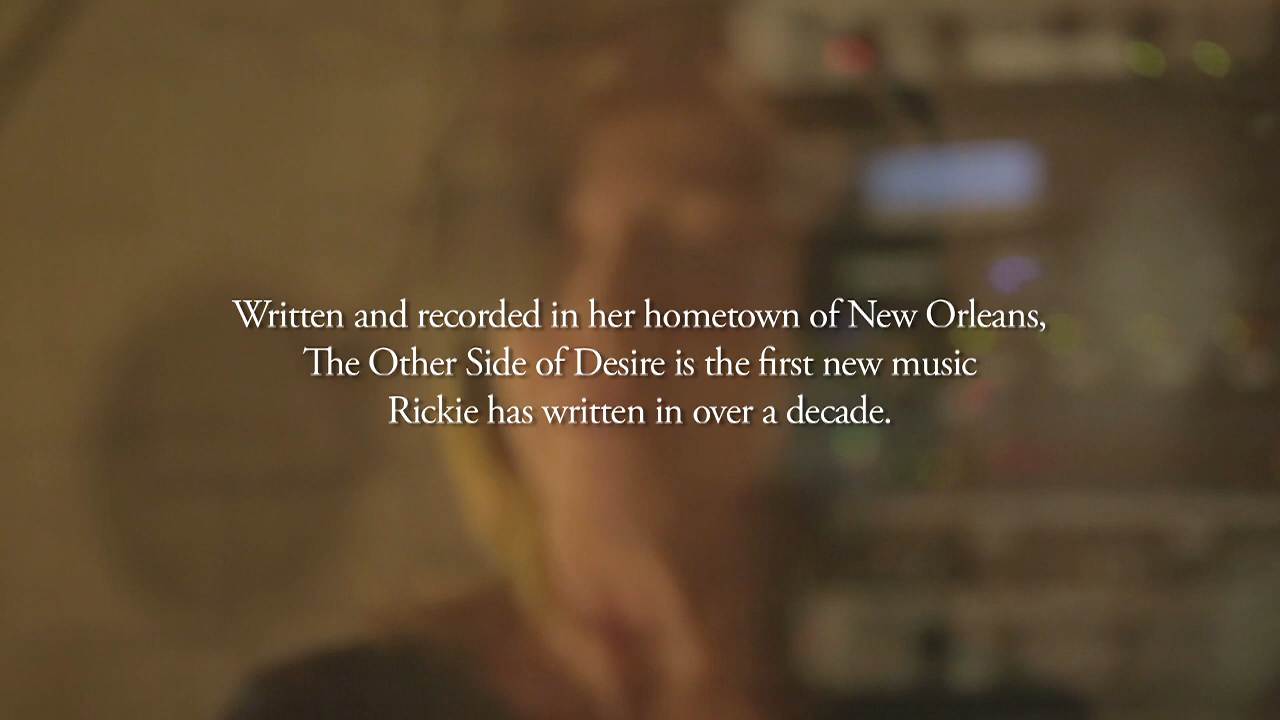 Written and recorded in her hometown of New Orleans,
The Other Side of Desire is the first new music
Rickie has written in over a decade.